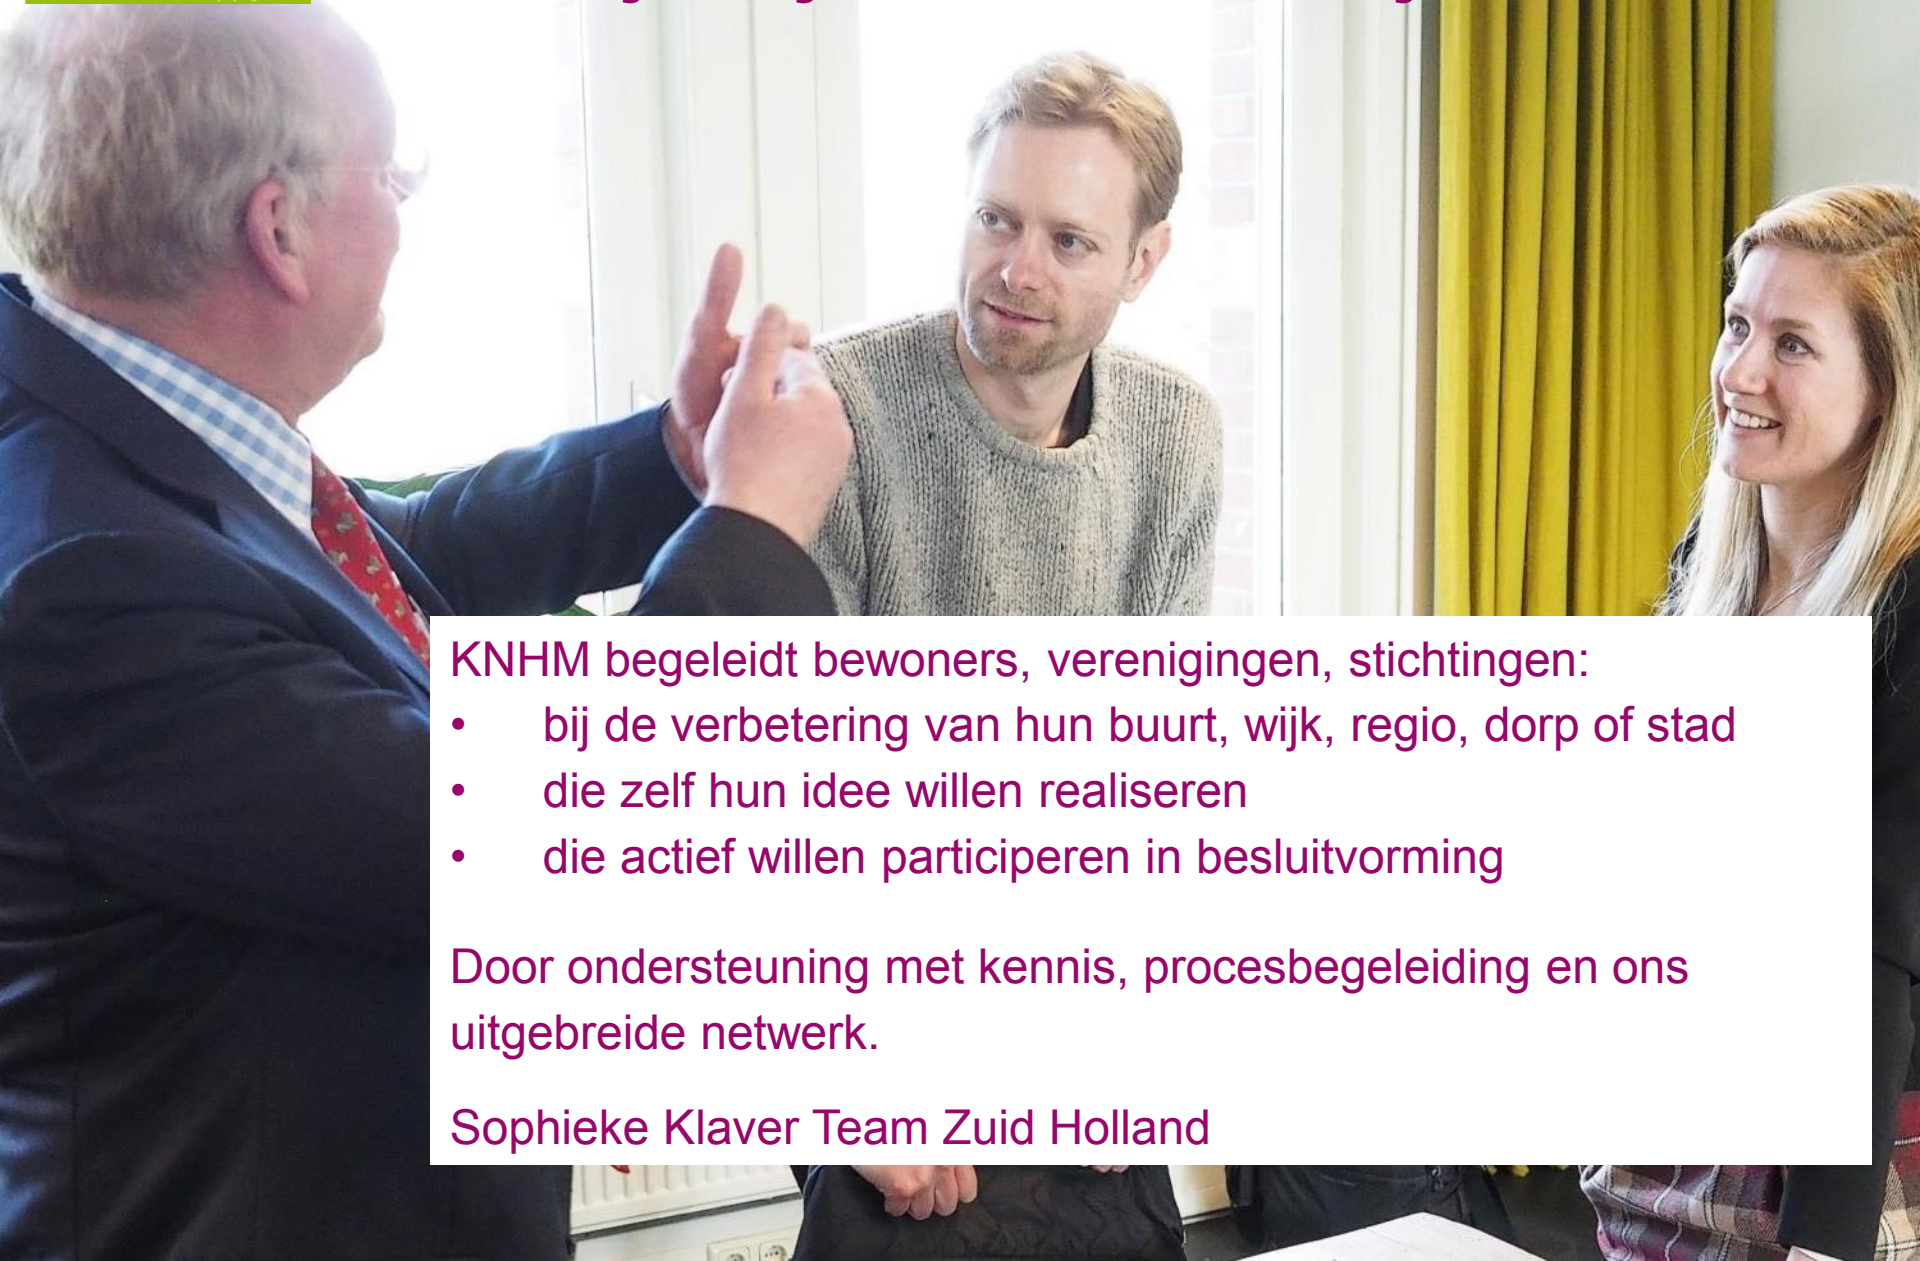 KNHM begeleidt bewoners, verenigingen, stichtingen:
• bij de verbetering van hun buurt, wijk, regio, dorp of stad
• die zelf hun idee willen realiseren
• die actief willen participeren in besluitvorming
Door ondersteuning met kennis, procesbegeleiding en ons
uitgebreide netwerk.
Sophieke Klaver Team Zuid Holland